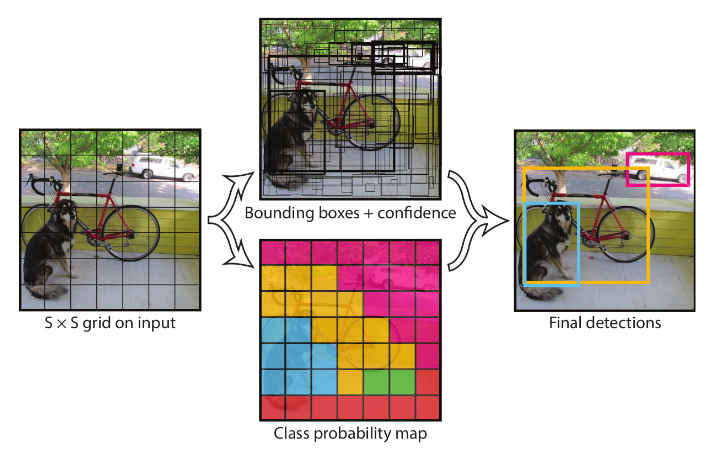 Bounding boxes + confidence
S × S grid on input
Final detections
Class probability map